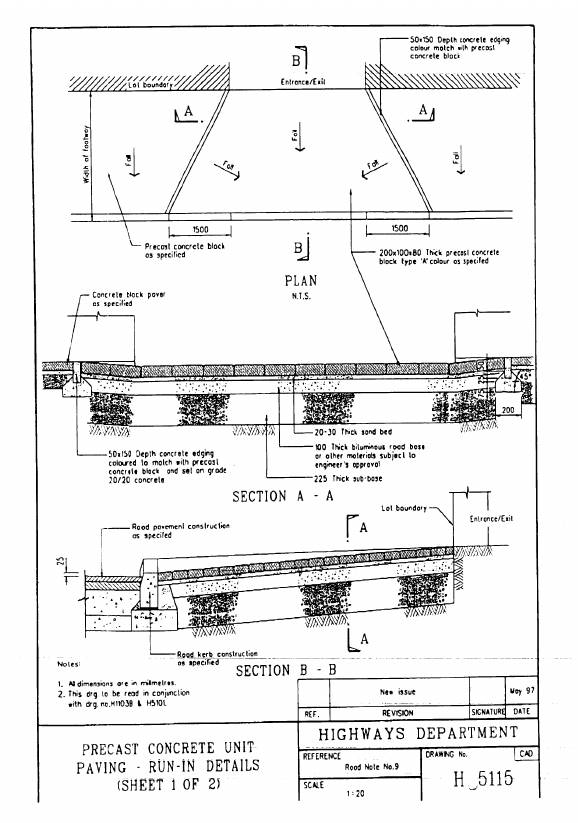 50x150 Depth concrete edging
colour match with precast
concrete block
B
Entrance/Exit
Lot boundary
A
A
Width of footway
Fall
Fall
Fall
Fall
Fall
1500
1500
Precast concrete block
as specified
B
200x100x80 Thick precast concrete
block type 'A' colour as specified
PLAN
N.T.S.
Concrete block paver
as specified
45°
200
20-30 Thick sand bed
100 Thick bituminous road base
or other materials subject to
engineer's approval
225 Thick sub-base
50x150 Depth concrete edging
coloured to match with precast
concrete block and set on grade
20/20 concrete
SECTION A - A
Lot boundary
Entrance/Exit
A
Road pavement construction
as specified
25
A
Road kerb construction
as specified
SECTION B - B
Notes:
1. All dimensions are in millimetres.
2. This drg to be read in conjunction
with drg no.H1103B & H5101.
New issue
May 97
REF.
REVISION
SIGNATURE
DATE
HIGHWAYS DEPARTMENT
PRECAST CONCRETE UNIT
PAVING - RUN-IN DETAILS
(SHEET 1 OF 2)
REFERENCE
Road Note No.9
SCALE
1:20
DRAWING No.
CAD
H_5115